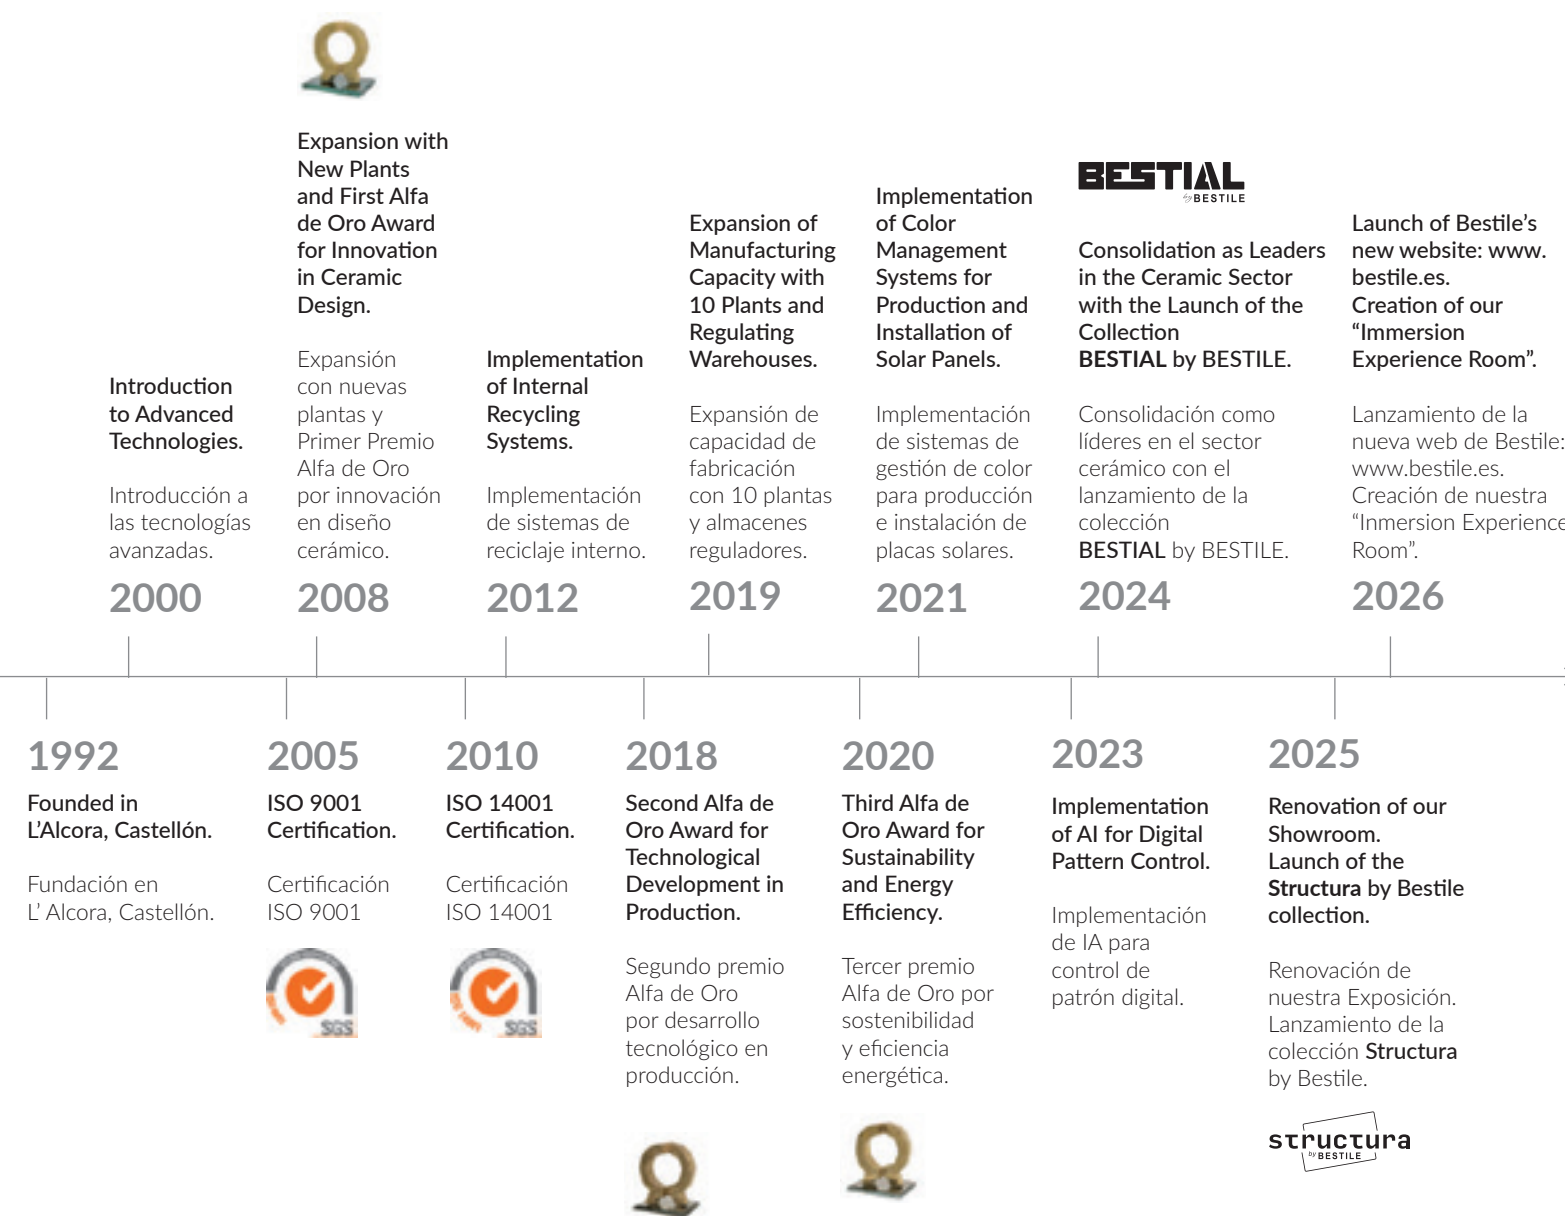 Expansion with
New Plants
and First Alfa
de Oro Award
for Innovation
in Ceramic
Design.
Expansión
con nuevas
plantas y
Primer Premio
Alfa de Oro
por innovación
en diseño
cerámico.
2008
Introduction
to Advanced
Technologies.
Introducción a
las tecnologías
avanzadas.
2000
Implementation
of Internal
Recycling
Systems.
Implementación
de sistemas de
reciclaje interno.
2012
Expansion of
Manufacturing
Capacity with
10 Plants and
Regulating
Warehouses.
Expansión de
capacidad de
fabricación
con 10 plantas
y almacenes
reguladores.
2019
Implementation
of Color
Management
Systems for
Production and
Installation of
Solar Panels.
Implementación
de sistemas de
gestión de color
para producción
e instalación de
placas solares.
2021
BESTIAL
by BESTILE
Consolidation as Leaders
in the Ceramic Sector
with the Launch of the
Collection
BESTIAL by BESTILE.
Consolidación como
líderes en el sector
cerámico con el
lanzamiento de la
colección
BESTIAL by BESTILE.
2024
Launch of Bestile’s
new website: www.
bestile.es.
Creation of our
“Immersion
Experience Room”.
Lanzamiento de la
nueva web de Bestile:
www.bestile.es.
Creación de nuestra
“Inmersion Experience
Room”.
2026
1992
Founded in
L’Alcora, Castellón.
Fundación en
L’ Alcora, Castellón.
2005
ISO 9001
Certification.
Certificación
ISO 9001
SGS
2010
ISO 14001
Certification.
Certificación
ISO 14001
SGS
2018
Second Alfa de
Oro Award for
Technological
Development in
Production.
Segundo premio
Alfa de Oro
por desarrollo
tecnológico en
producción.
2020
Third Alfa de
Oro Award for
Sustainability
and Energy
Efficiency.
Tercer premio
Alfa de Oro por
sostenibilidad
y eficiencia
energética.
2023
Implementation
of AI for Digital
Pattern Control.
Implementación
de IA para
control de
patrón digital.
2025
Renovation of our
Showroom.
Launch of the
Structura by Bestile
collection.
Renovación de
nuestra Exposición.
Lanzamiento de la
colección Structura
by Bestile.
structura
by BESTILE